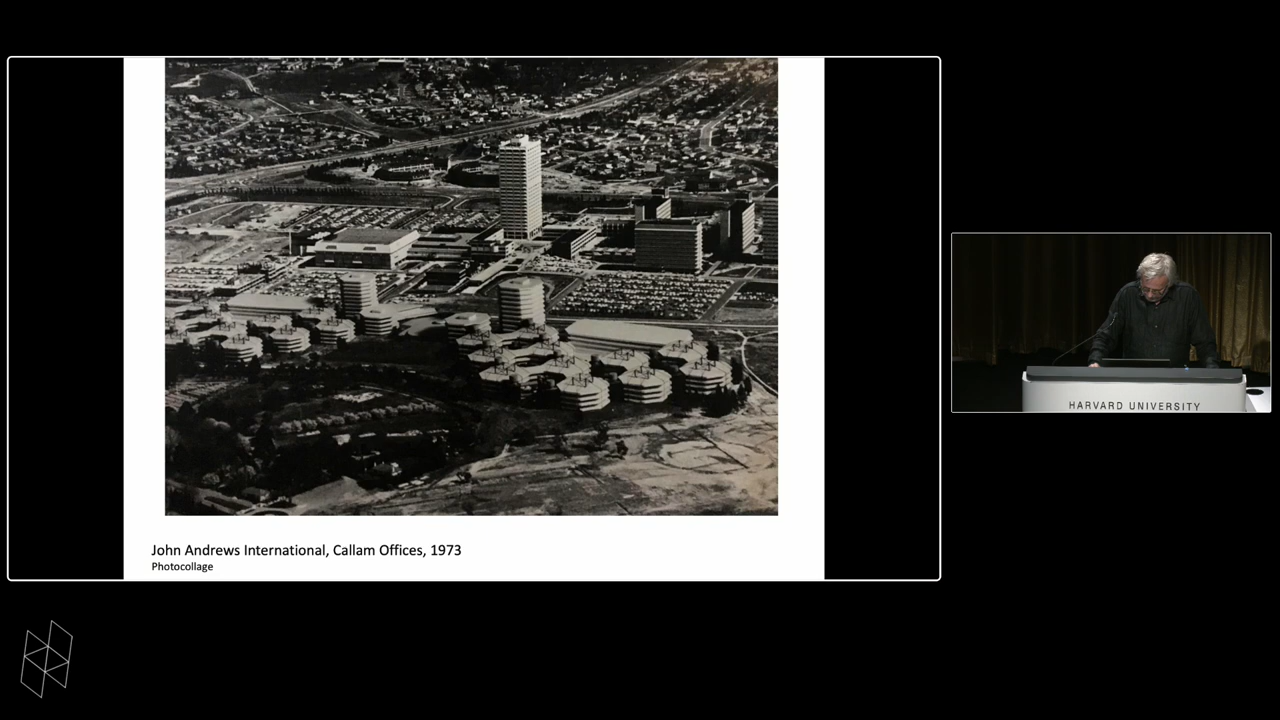 John Andrews International, Callam Offices, 1973
Photocollage
HARVARD UNIVERSITY